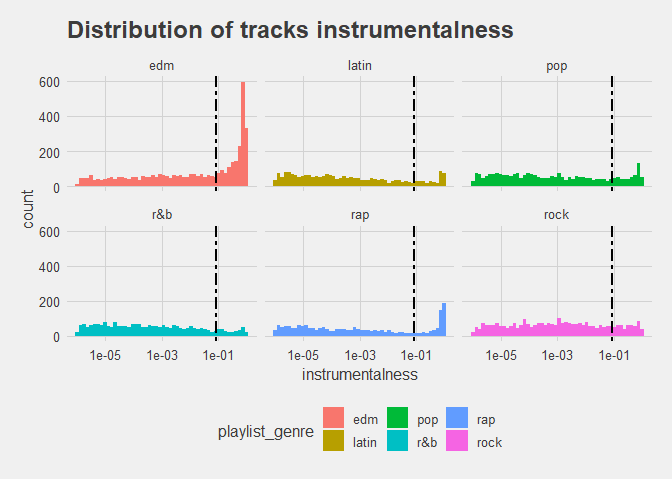 Distribution of tracks instrumentalness
edm latin pop
600
400
200
0
count
r&b rap rock
600
400
200
0
1e-05 1e-03 1e-01 1e-05 1e-03 1e-01 1e-05 1e-03 1e-01
instrumentalness
playlist_genre
edm pop rap
latin r&b rock